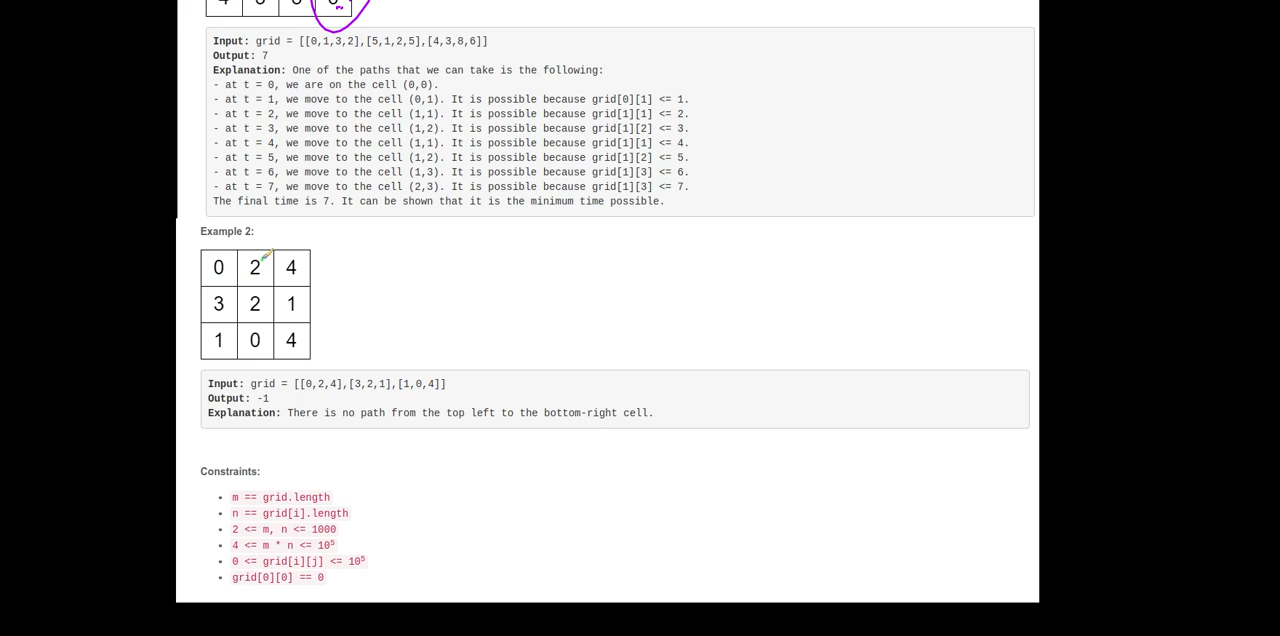 Input: grid = [[0,1,3,2],[5,1,2,5],[4,3,8,6]]
Output: 7
Explanation: One of the paths that we can take is the following:
- at t = 0, we are on the cell (0,0).
- at t = 1, we move to the cell (0,1). It is possible because grid[0][1] <= 1.
- at t = 2, we move to the cell (1,1). It is possible because grid[1][1] <= 2.
- at t = 3, we move to the cell (1,2). It is possible because grid[1][2] <= 3.
- at t = 4, we move to the cell (1,1). It is possible because grid[1][1] <= 4.
- at t = 5, we move to the cell (1,2). It is possible because grid[1][2] <= 5.
- at t = 6, we move to the cell (1,3). It is possible because grid[1][3] <= 6.
- at t = 7, we move to the cell (2,3). It is possible because grid[1][3] <= 7.
The final time is 7. It can be shown that it is the minimum time possible.
Example 2:
0 2 4
3 2 1
1 0 4
Input: grid = [[0,2,4],[3,2,1],[1,0,4]]
Output: -1
Explanation: There is no path from the top left to the bottom-right cell.
Constraints:
• m == grid.length
• n == grid[i].length
• 2 <= m, n <= 1000
• 4 <= m * n <= 10⁵
• 0 <= grid[i][j] <= 10⁵
• grid[0][0] == 0